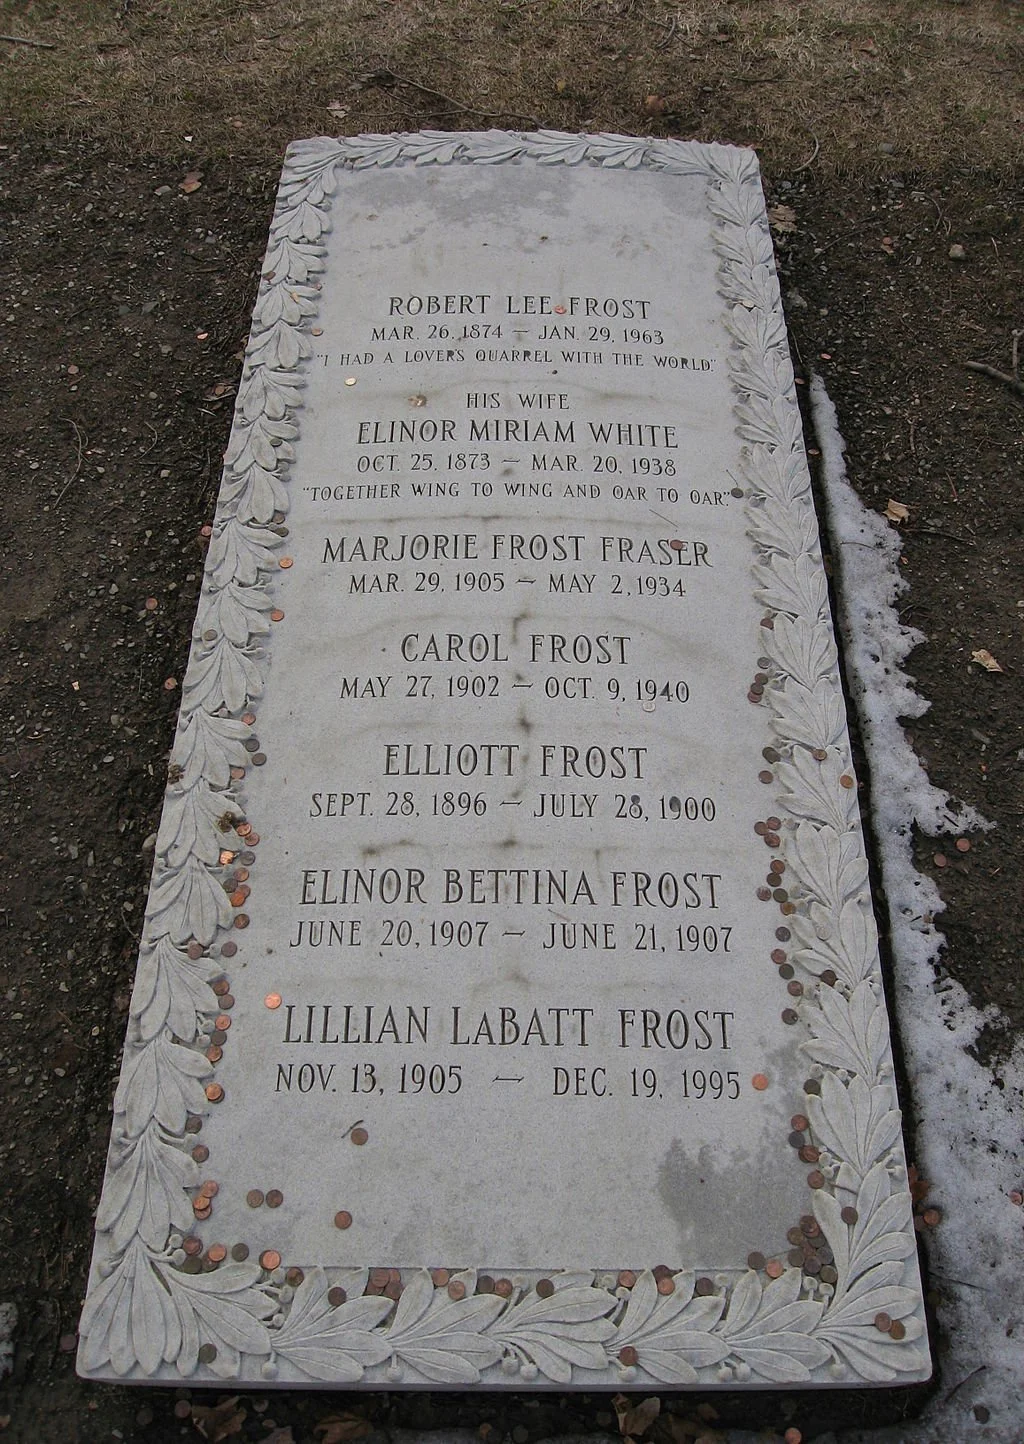 ROBERT LEE FROST
MAR. 26, 1874 — JAN. 29, 1963
"I HAD A LOVER'S QUARREL WITH THE WORLD."
HIS WIFE
ELINOR MIRIAM WHITE
OCT. 25, 1873 — MAR. 20, 1938
"TOGETHER WING TO WING AND OAR TO OAR."
MARJORIE FROST FRASER
MAR. 29, 1905 — MAY 2, 1934
CAROL FROST
MAY 27, 1902 — OCT. 9, 1940
ELLIOTT FROST
SEPT. 28, 1896 — JULY 28, 1900
ELINOR BETTINA FROST
JUNE 20, 1907 — JUNE 21, 1907
LILLIAN LABATT FROST
NOV. 13, 1905 — DEC. 19, 1995